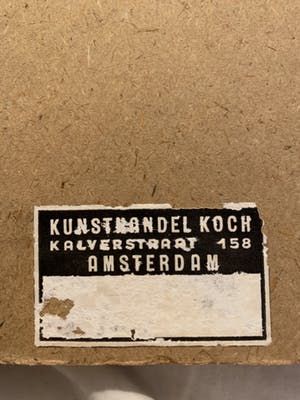 KUNSTHANDEL KOCH
KALVERSTRAAT 158
AMSTERDAM